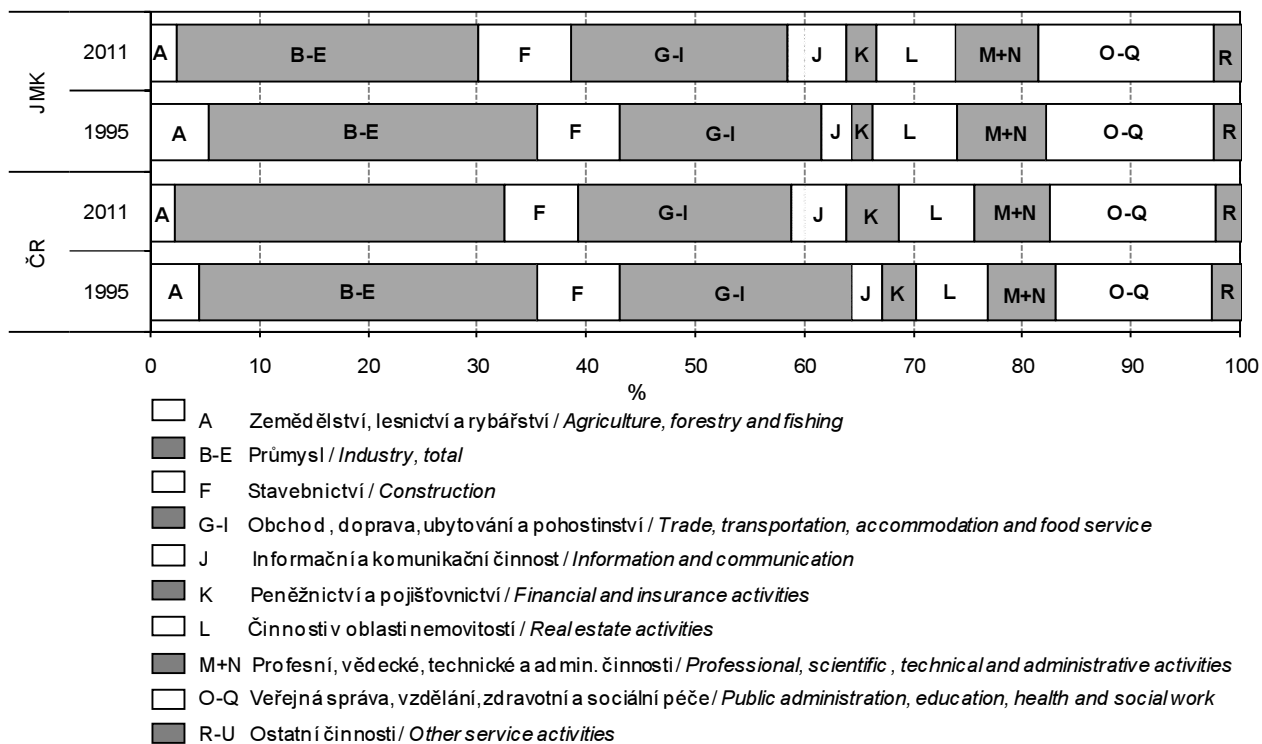 JMK
2011 A B-E F G-I J K L M+N O-Q R
1995 A B-E F G-I J K L M+N O-Q R
ČR
2011 A F G-I J K L M+N O-Q R
1995 A B-E F G-I J K L M+N O-Q R
0 10 20 30 40 50 60 70 80 90 100
%
A Zemědělství, lesnictví a rybářství / Agriculture, forestry and fishing
B-E Průmysl / Industry, total
F Stavebnictví / Construction
G-I Obchod, doprava, ubytování a pohostinství / Trade, transportation, accommodation and food service
J Informační a komunikační činnost / Information and communication
K Peněžnictví a pojišťovnictví / Financial and insurance activities
L Činnosti v oblasti nemovitostí / Real estate activities
M+N Profesní, vědecké, technické a admin. činnosti / Professional, scientific, technical and administrative activities
O-Q Veřejná správa, vzdělání, zdravotní a sociální péče / Public administration, education, health and social work
R-U Ostatní činnosti / Other service activities